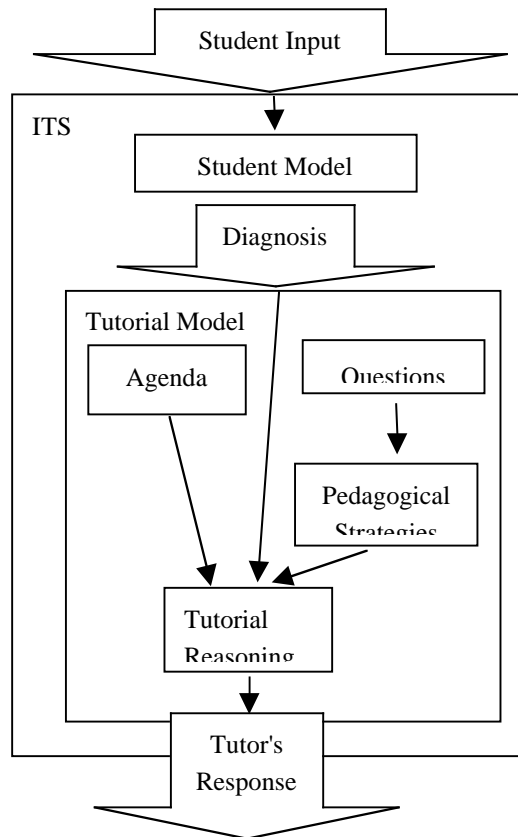 Student Input
ITS
Student Model
Diagnosis
Tutorial Model
Agenda
Questions
Pedagogical
Strategies
Tutorial
Reasoning
Tutor's
Response